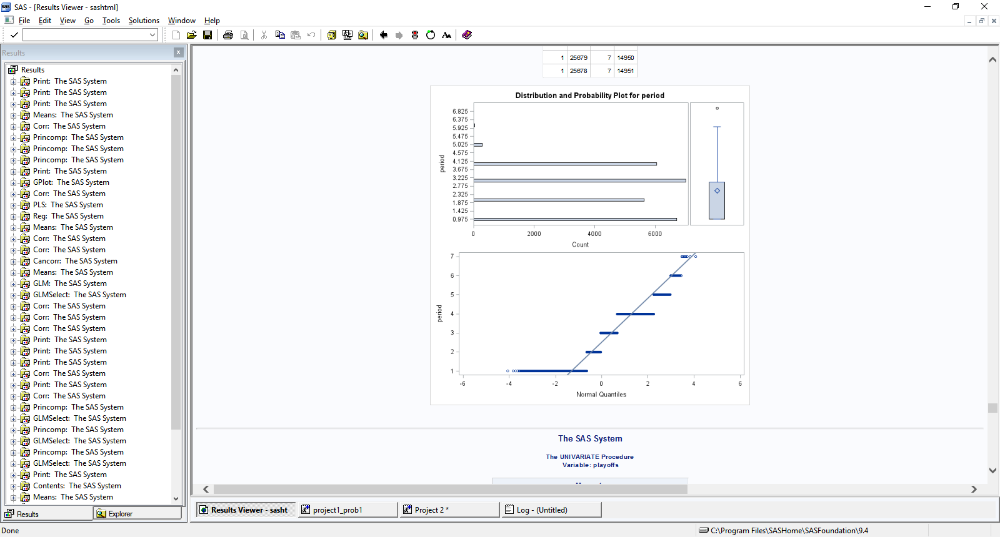 SAS - [Results Viewer - sashtml]
File Edit View Go Tools Solutions Window Help
Results
Results
Print: The SAS System
Print: The SAS System
Print: The SAS System
Means: The SAS System
Corr: The SAS System
Princomp: The SAS System
Princomp: The SAS System
Princomp: The SAS System
Print: The SAS System
GPlot: The SAS System
Corr: The SAS System
PLS: The SAS System
Reg: The SAS System
Means: The SAS System
Corr: The SAS System
Corr: The SAS System
Cancorr: The SAS System
Means: The SAS System
GLM: The SAS System
GLMSelect: The SAS System
Corr: The SAS System
Corr: The SAS System
Corr: The SAS System
Print: The SAS System
Print: The SAS System
Print: The SAS System
Corr: The SAS System
Print: The SAS System
Corr: The SAS System
Princomp: The SAS System
GLMSelect: The SAS System
Princomp: The SAS System
GLMSelect: The SAS System
Princomp: The SAS System
GLMSelect: The SAS System
Print: The SAS System
Contents: The SAS System
Means: The SAS System
Results Explorer
1 25679 7 14950
1 25678 7 14951
Distribution and Probability Plot for period
6.825
6.375
5.925
5.475
5.025
4.575
4.125
3.675
3.225
2.775
2.325
1.875
1.425
0.975
period
0 2000 4000 6000
Count
7
6
5
4
3
2
1
period
-6 -4 -2 0 2 4 6
Normal Quantiles
The SAS System
The UNIVARIATE Procedure
Variable: playoffs
Results Viewer - sasht project1_prob1 Project 2 * Log - (Untitled)
Done C:\Program Files\SASHome\SASFoundation\9.4